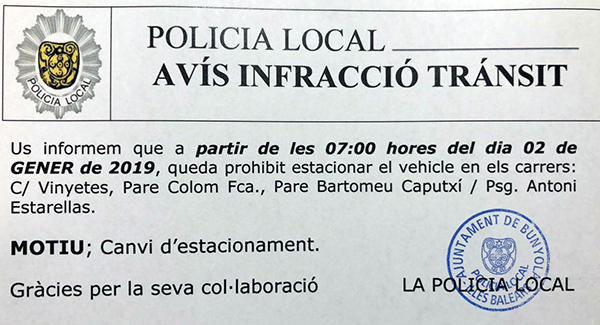 POLICIA LOCAL
POLICIA LOCAL
AVÍS INFRACCIÓ TRÁNSIT
Us informem que a partir de les 07:00 hores del dia 02 de
GENER de 2019, queda prohibit estacionar el vehicle en els carrers:
C/ Vinyetes, Pare Colom Fca., Pare Bartomeu Caputxí / Psg. Antoni
Estarellas.
MOTIU; Canvi d'estacionament.
Gràcies per la seva col·laboració
LA POLICIA LOCAL
AJUNTAMENT DE BUNYOLA
POLICIA LOCAL
ILLES BALEARS